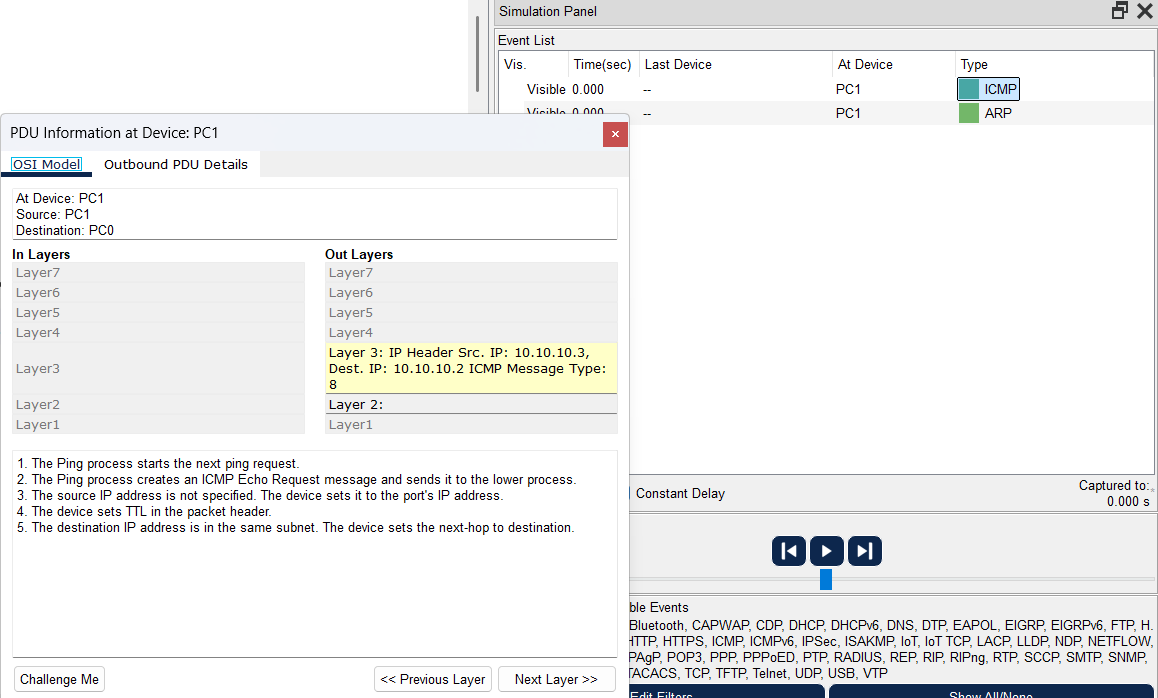 Simulation Panel
Event List
Vis. Time(sec) Last Device At Device Type
Visible 0.000 -- PC1 ICMP
Visible 0.000 -- PC1 ARP
PDU Information at Device: PC1
OSI Model Outbound PDU Details
At Device: PC1
Source: PC1
Destination: PC0
In Layers Out Layers
Layer7 Layer7
Layer6 Layer6
Layer5 Layer5
Layer4 Layer4
Layer3
Layer 3: IP Header Src. IP: 10.10.10.3,
Dest. IP: 10.10.10.2 ICMP Message Type:
8
Layer2 Layer 2:
Layer1 Layer1
1. The Ping process starts the next ping request.
2. The Ping process creates an ICMP Echo Request message and sends it to the lower process.
3. The source IP address is not specified. The device sets it to the port's IP address.
4. The device sets TTL in the packet header.
5. The destination IP address is in the same subnet. The device sets the next-hop to destination.
Challenge Me << Previous Layer Next Layer >>
Constant Delay
Captured to:
0.000 s
ble Events
Bluetooth, CAPWAP, CDP, DHCP, DHCPv6, DNS, DTP, EAPOL, EIGRP, EIGRPv6, FTP, H.
HTTP, HTTPS, ICMP, ICMPv6, IPSec, ISAKMP, IoT, IoT TCP, LACP, LLDP, NDP, NETFLOW,
PAgP, POP3, PPP, PPPoED, PTP, RADIUS, REP, RIP, RIPng, RTP, SCCP, SMTP, SNMP,
TACACS, TCP, TFTP, Telnet, UDP, USB, VTP
Edit Filters Show All/None